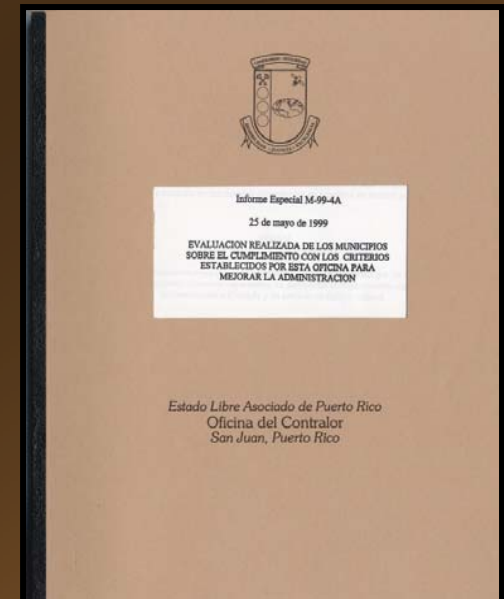 Informe Especial M-99-4A
25 de mayo de 1999
EVALUACION REALIZADA DE LOS MUNICIPIOS
SOBRE EL CUMPLIMIENTO CON LOS CRITERIOS
ESTABLECIDOS POR ESTA OFICINA PARA
MEJORAR LA ADMINISTRACION
Estado Libre Asociado de Puerto Rico
Oficina del Contralor
San Juan, Puerto Rico